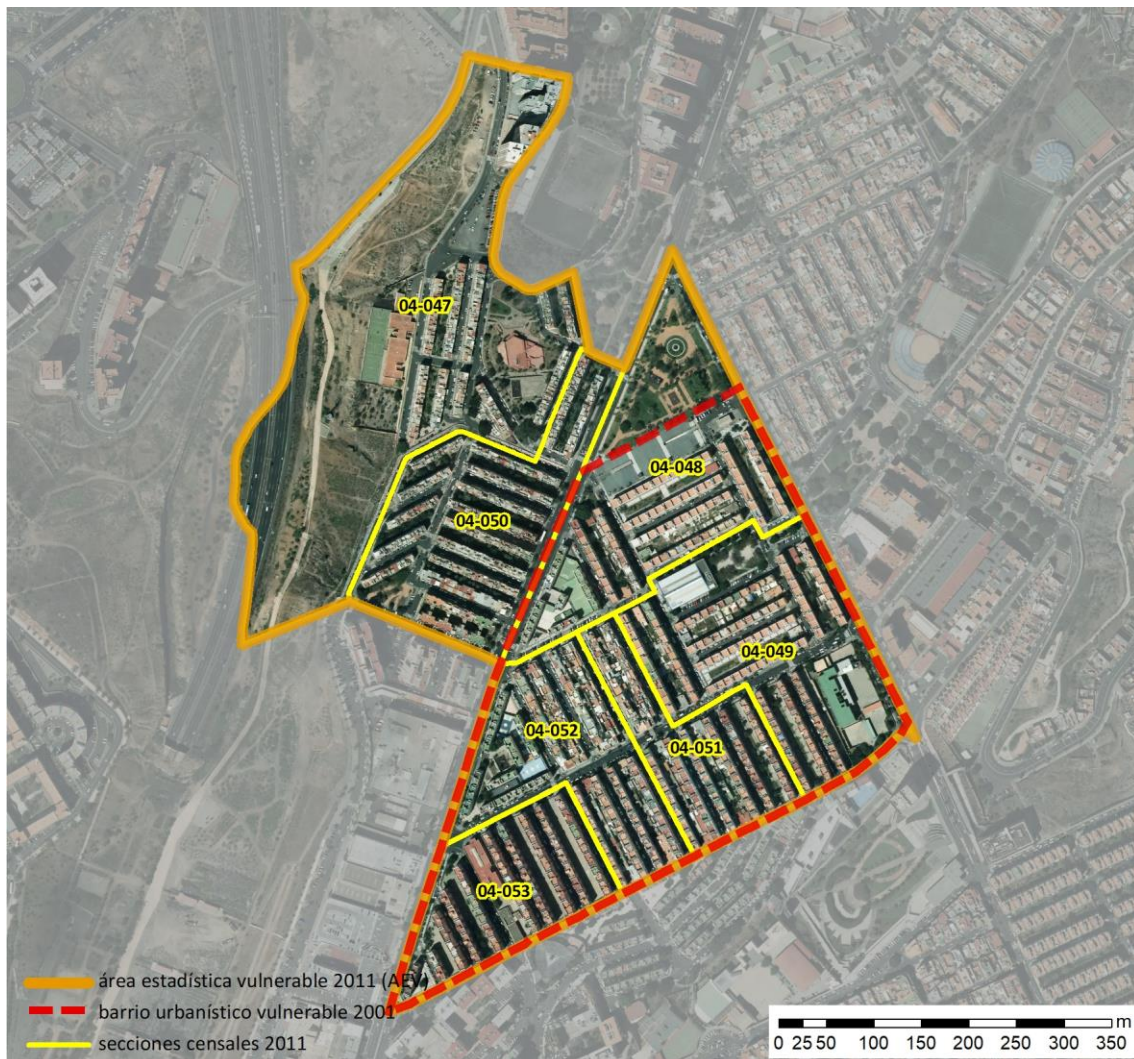 04-047
04-048
04-050
04-049
04-052
04-051
04-053
área estadística vulnerable 2011 (AEV)
barrio urbanístico vulnerable 2001
secciones censales 2011
m
0 25 50 100 150 200 250 300 350